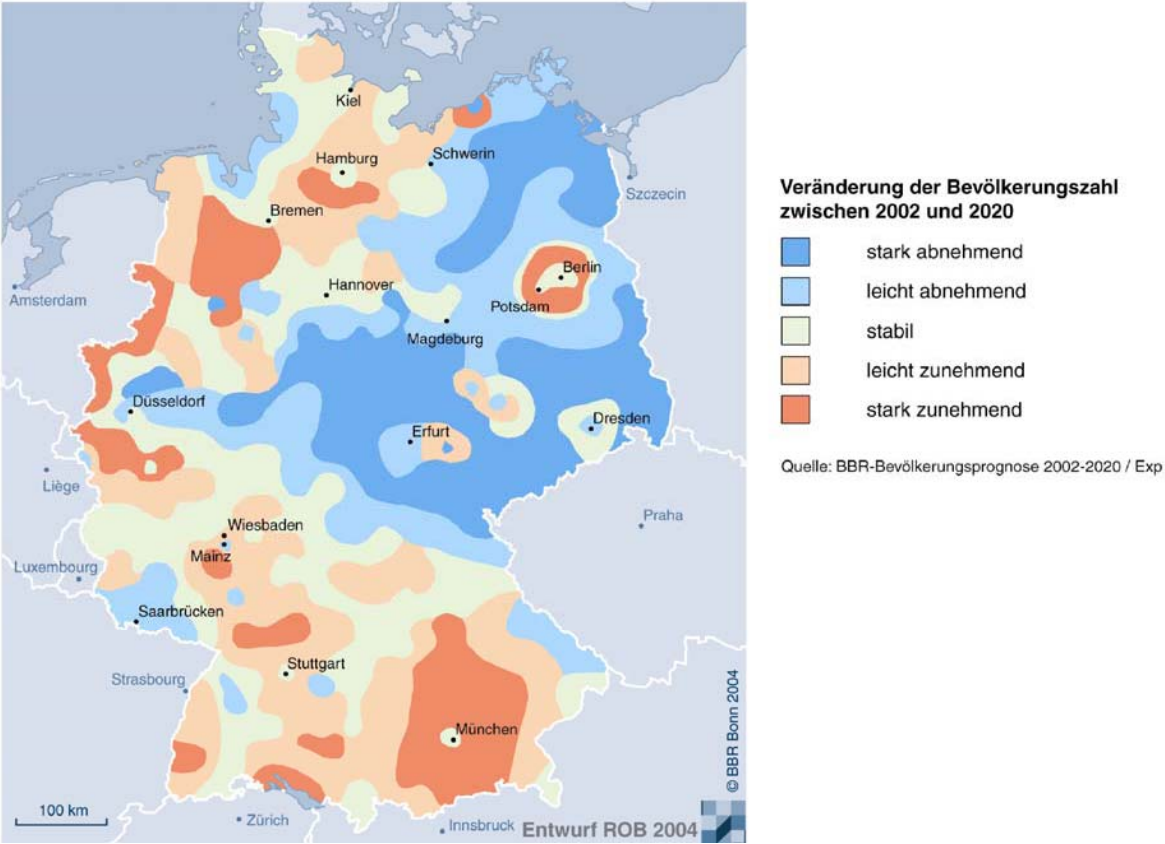 Kiel
Hamburg
Schwerin
Szczecin
Bremen
Berlin
Amsterdam
Hannover
Potsdam
Magdeburg
Düsseldorf
Dresden
Erfurt
Liège
Praha
Wiesbaden
Mainz
Luxembourg
Saarbrücken
Stuttgart
Strasbourg
München
100 km
Zürich
Innsbruck
Entwurf ROB 2004
© BBR Bonn 2004
Veränderung der Bevölkerungszahl
zwischen 2002 und 2020
stark abnehmend
leicht abnehmend
stabil
leicht zunehmend
stark zunehmend
Quelle: BBR-Bevölkerungsprognose 2002-2020 / Exp